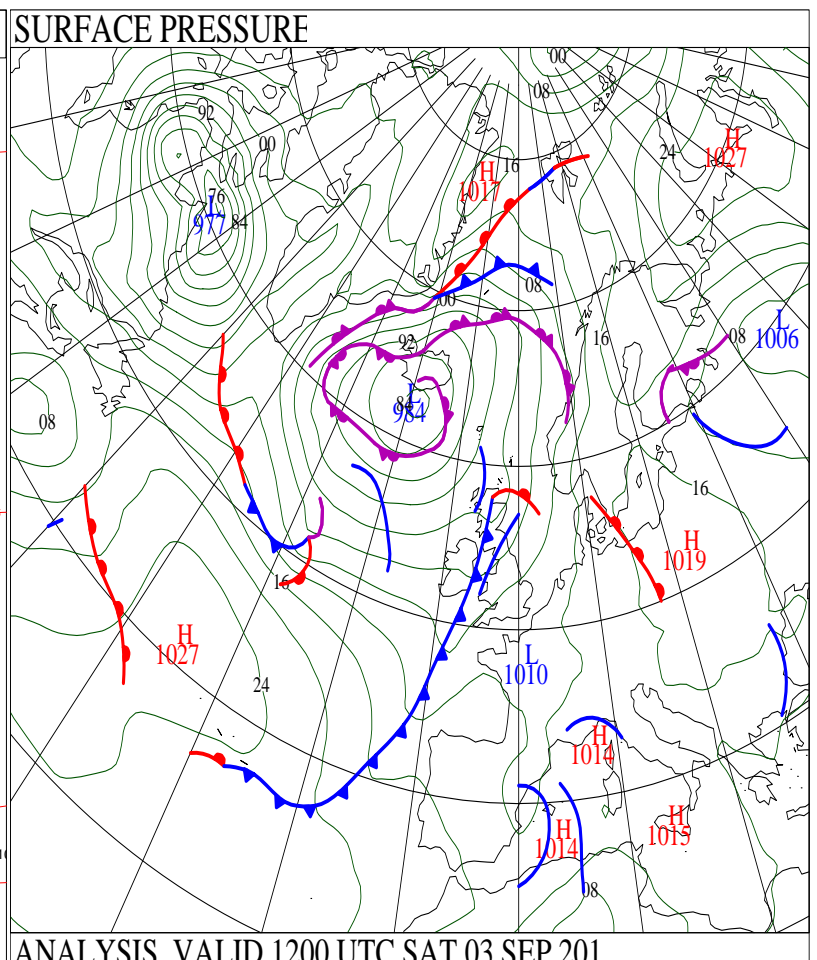 SURFACE PRESSURE
00
08
92
00
16
H
1027
24
H
1017
76
L
977
84
00
08
L
1006
08
16
92
08
L
984
16
H
1019
16
H
1027
L
1010
24
H
1014
H
1014
H
1015
08
ANALYSIS VALID 1200 UTC SAT 03 SEP 201